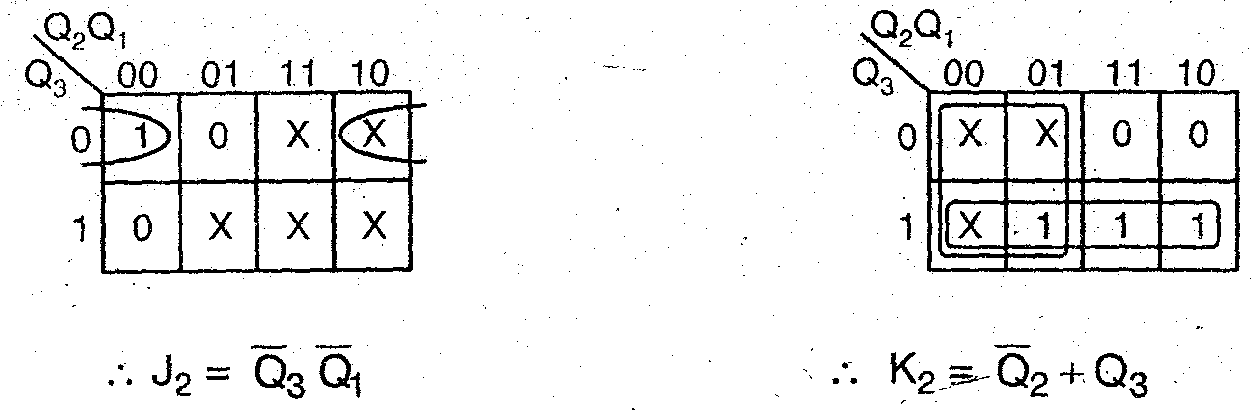 Q₂Q₁ Q₂Q₁
Q₃ 00 01 11 10 Q₃ 00 01 11 10
0 1 0 X X 0 X X 0 0
1 0 X X X 1 X 1 1 1
∴ J₂ = Q̅₃ Q̅₁ ∴ K₂ = Q̅₂ + Q₃